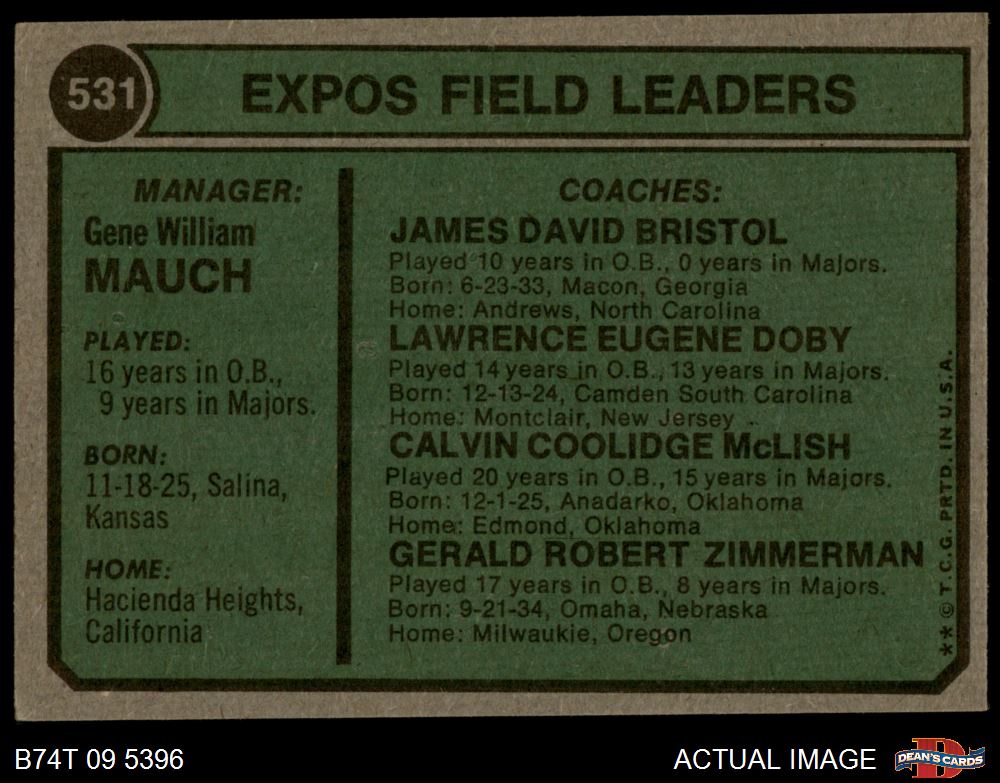 531
EXPOS FIELD LEADERS
MANAGER:
Gene William
MAUCH
PLAYED:
16 years in O.B.,
9 years in Majors.
BORN:
11-18-25, Salina,
Kansas
HOME:
Hacienda Heights,
California
COACHES:
JAMES DAVID BRISTOL
Played 10 years in O.B., 0 years in Majors.
Born: 6-23-33, Macon, Georgia
Home: Andrews, North Carolina
LAWRENCE EUGENE DOBY
Played 14 years in O.B., 13 years in Majors.
Born: 12-13-24, Camden South Carolina
Home: Montclair, New Jersey
CALVIN COOLIDGE McLISH
Played 20 years in O.B., 15 years in Majors.
Born: 12-1-25, Anadarko, Oklahoma
Home: Edmond, Oklahoma
GERALD ROBERT ZIMMERMAN
Played 17 years in O.B., 8 years in Majors.
Born: 9-21-34, Omaha, Nebraska
Home: Milwaukie, Oregon
** © T.C.G. PRTD. IN U.S.A.
B74T 09 5396
ACTUAL IMAGE
D
DEAN'S CARDS